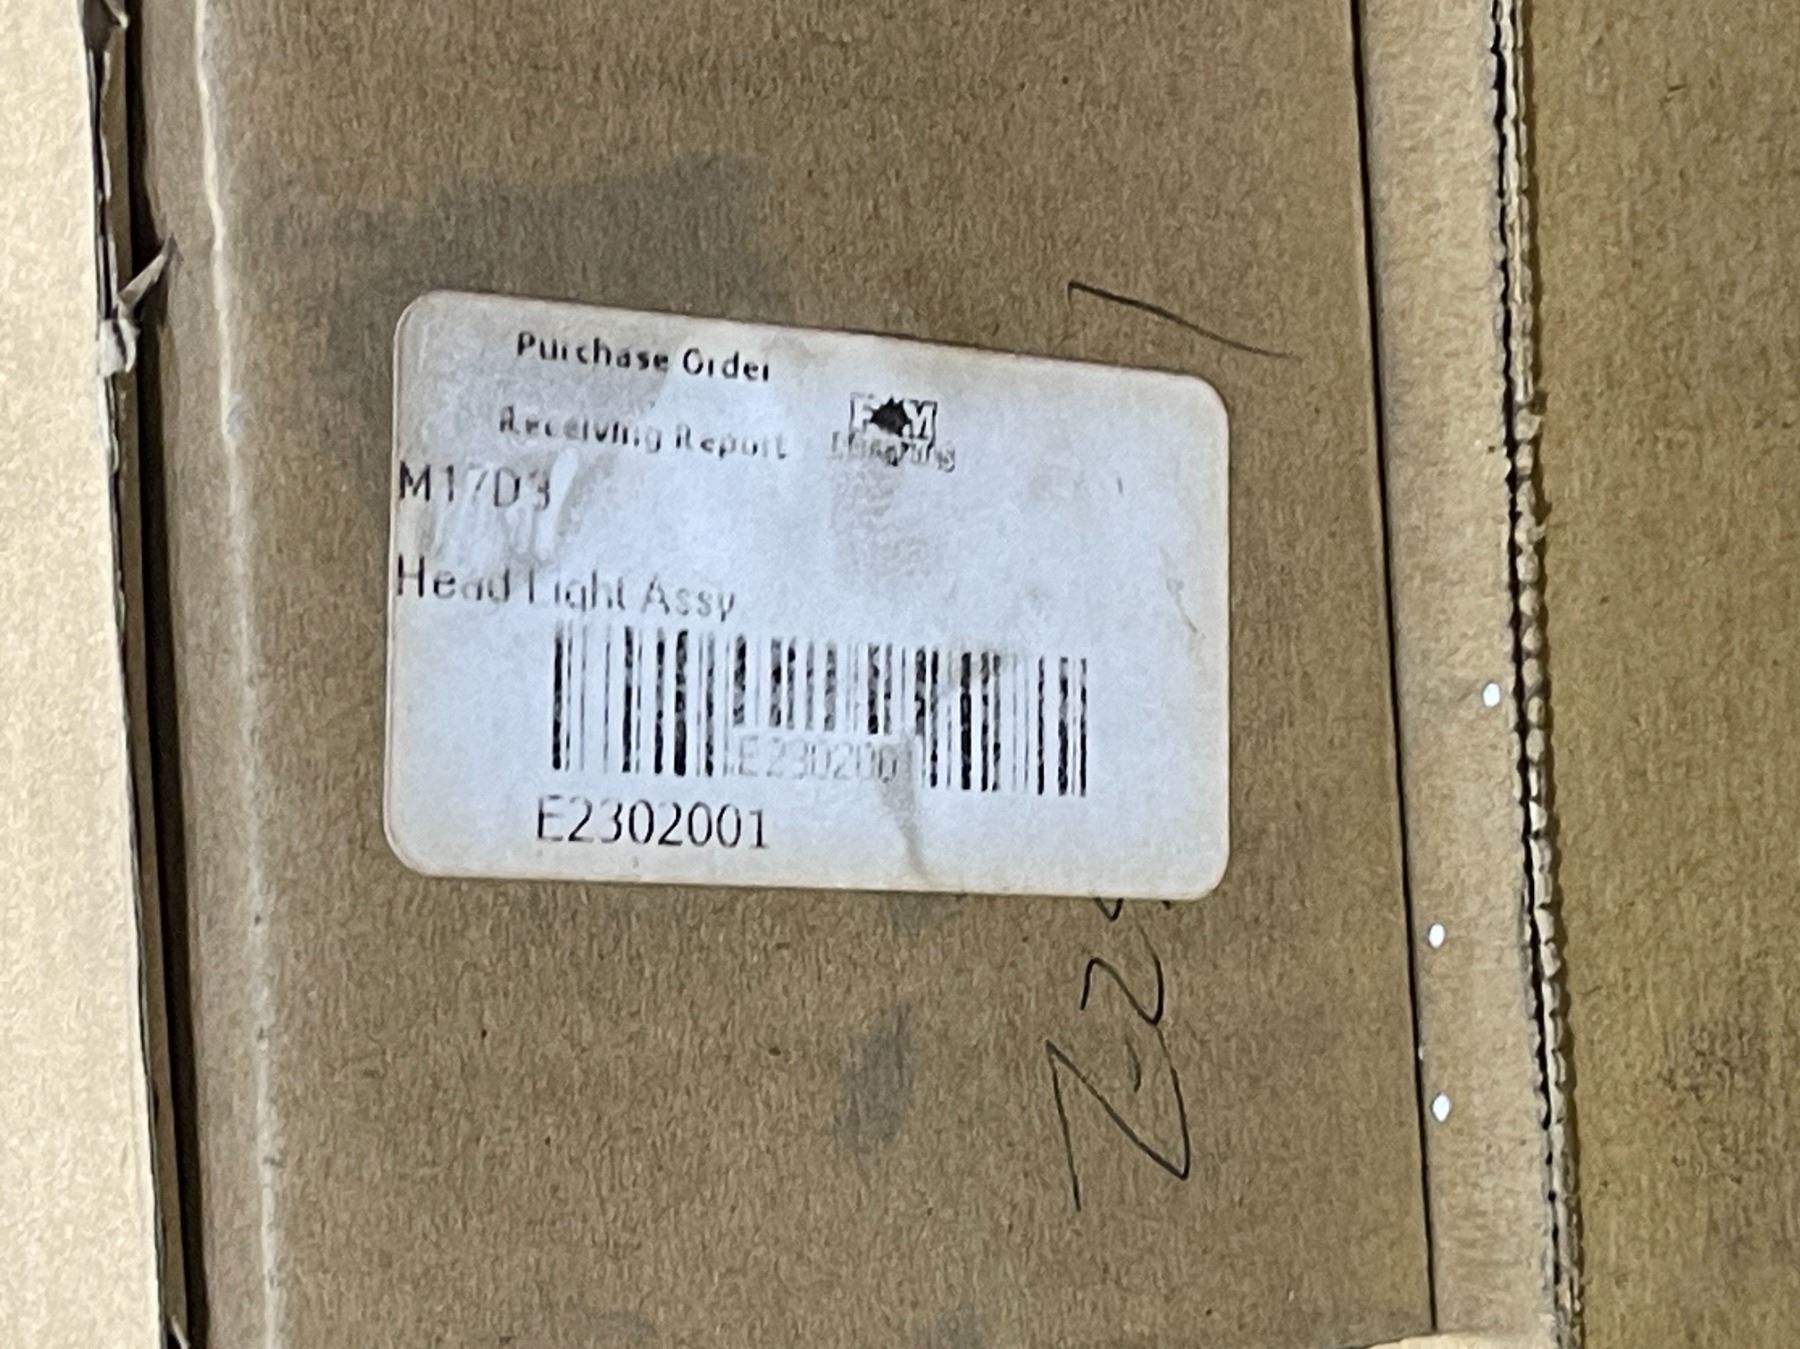 Purchase Order
Receiving Report
M17D3
Head Light Assy
E2302001
E2302001